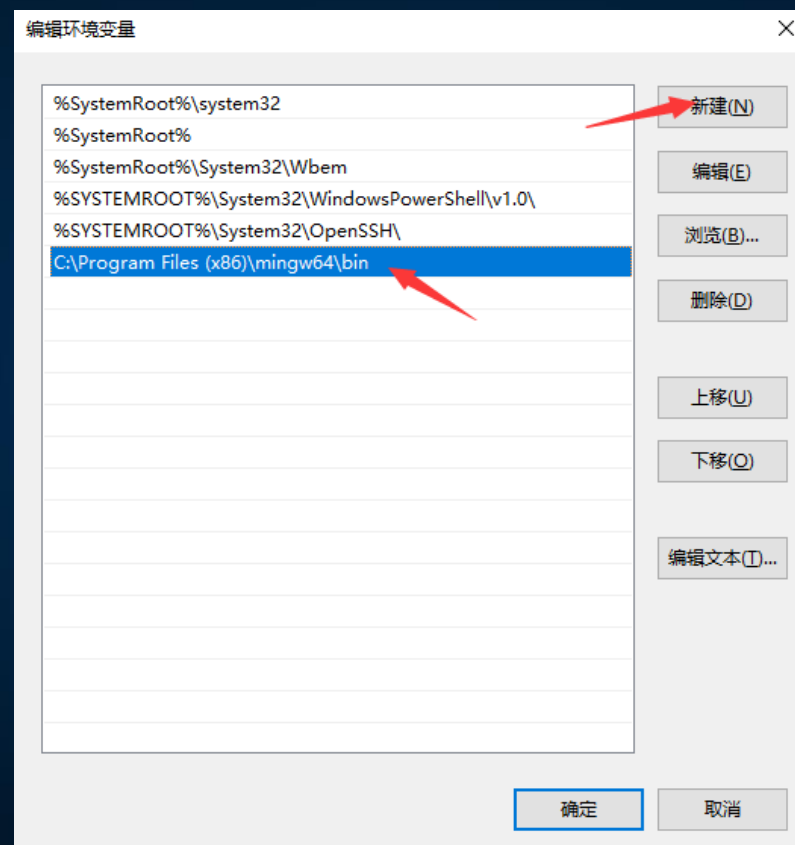 编辑环境变量
%SystemRoot%\system32
%SystemRoot%
%SystemRoot%\System32\Wbem
%SYSTEMROOT%\System32\WindowsPowerShell\v1.0\
%SYSTEMROOT%\System32\OpenSSH\
C:\Program Files (x86)\mingw64\bin
新建(N)
编辑(E)
浏览(B)...
删除(D)
上移(U)
下移(O)
编辑文本(T)...
确定
取消